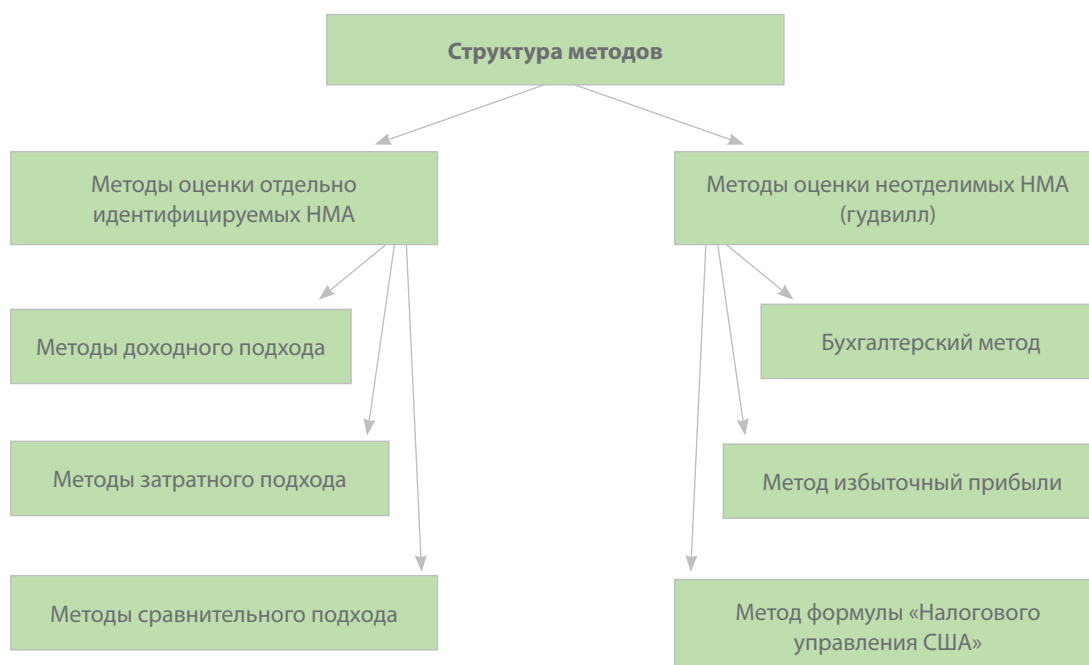 Структура методов
Методы оценки отдельно
идентифицируемых НМА
Методы оценки неотделимых НМА
(гудвилл)
Методы доходного подхода
Бухгалтерский метод
Методы затратного подхода
Метод избыточный прибыли
Методы сравнительного подхода
Метод формулы «Налогового
управления США»